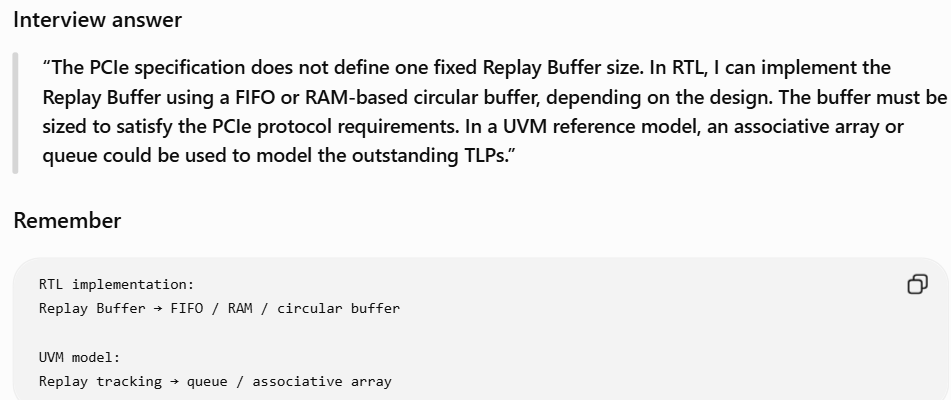 Interview answer
“The PCIe specification does not define one fixed Replay Buffer size. In RTL, I can implement the
Replay Buffer using a FIFO or RAM-based circular buffer, depending on the design. The buffer must be
sized to satisfy the PCIe protocol requirements. In a UVM reference model, an associative array or
queue could be used to model the outstanding TLPs.”
Remember
RTL implementation:
Replay Buffer → FIFO / RAM / circular buffer
UVM model:
Replay tracking → queue / associative array